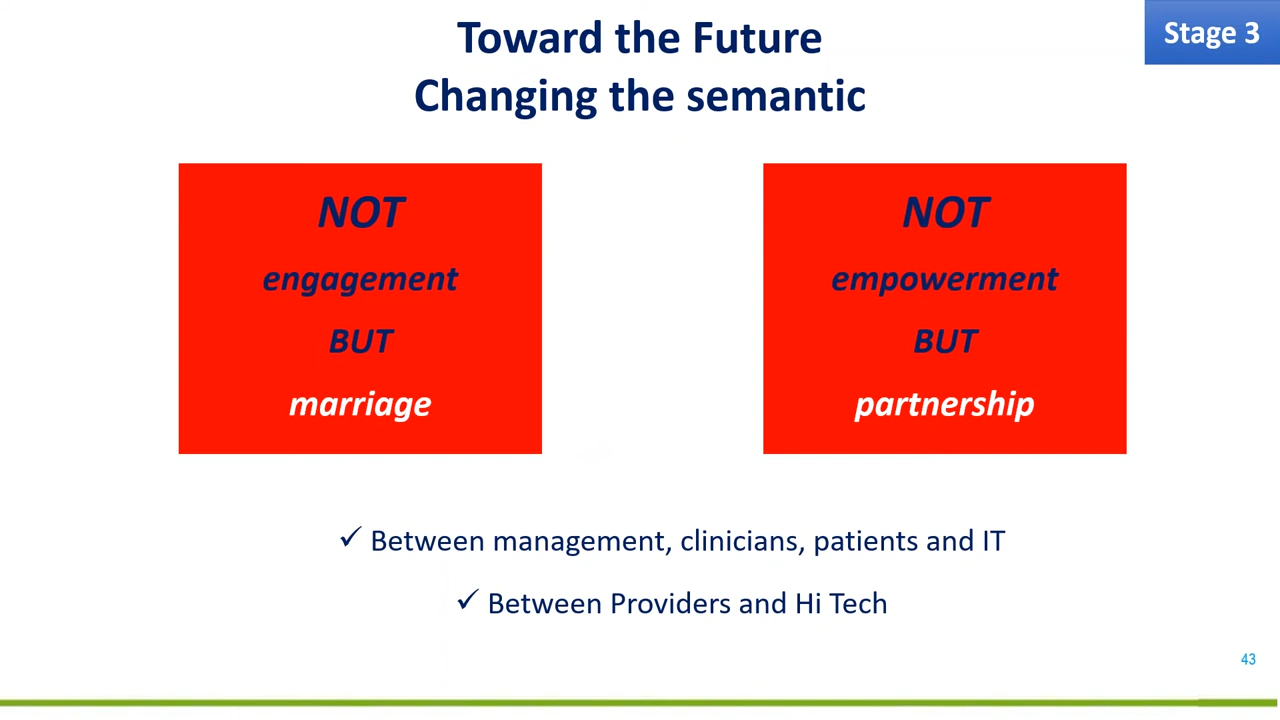 Toward the Future
Changing the semantic
Stage 3
NOT
engagement
BUT
marriage
NOT
empowerment
BUT
partnership
✓ Between management, clinicians, patients and IT
✓ Between Providers and Hi Tech
43